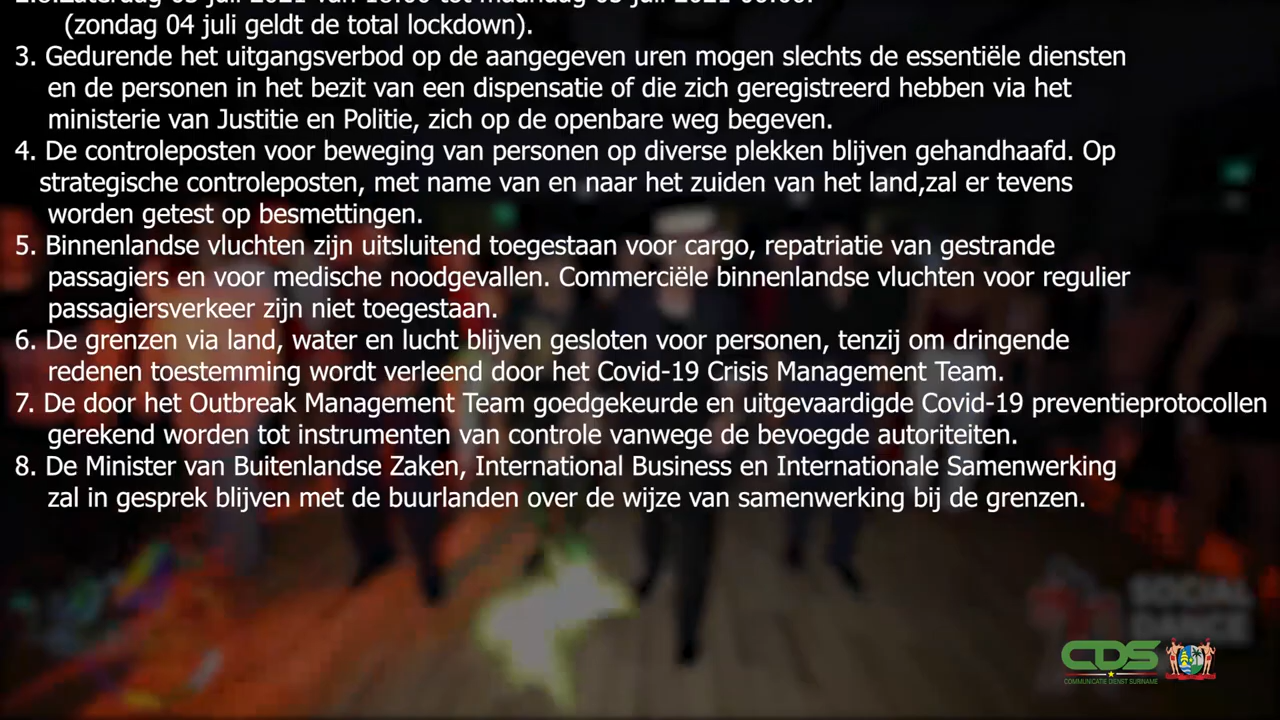 (zondag 04 juli geldt de total lockdown).
3. Gedurende het uitgangsverbod op de aangegeven uren mogen slechts de essentiële diensten
en de personen in het bezit van een dispensatie of die zich geregistreerd hebben via het
ministerie van Justitie en Politie, zich op de openbare weg begeven.
4. De controleposten voor beweging van personen op diverse plekken blijven gehandhaafd. Op
strategische controleposten, met name van en naar het zuiden van het land,zal er tevens
worden getest op besmettingen.
5. Binnenlandse vluchten zijn uitsluitend toegestaan voor cargo, repatriatie van gestrande
passagiers en voor medische noodgevallen. Commerciële binnenlandse vluchten voor regulier
passagiersverkeer zijn niet toegestaan.
6. De grenzen via land, water en lucht blijven gesloten voor personen, tenzij om dringende
redenen toestemming wordt verleend door het Covid-19 Crisis Management Team.
7. De door het Outbreak Management Team goedgekeurde en uitgevaardigde Covid-19 preventieprotocollen
gerekend worden tot instrumenten van controle vanwege de bevoegde autoriteiten.
8. De Minister van Buitenlandse Zaken, International Business en Internationale Samenwerking
zal in gesprek blijven met de buurlanden over de wijze van samenwerking bij de grenzen.
SOCIAL
DANCE
CDS
COMMUNICATIE DIENST SURINAME